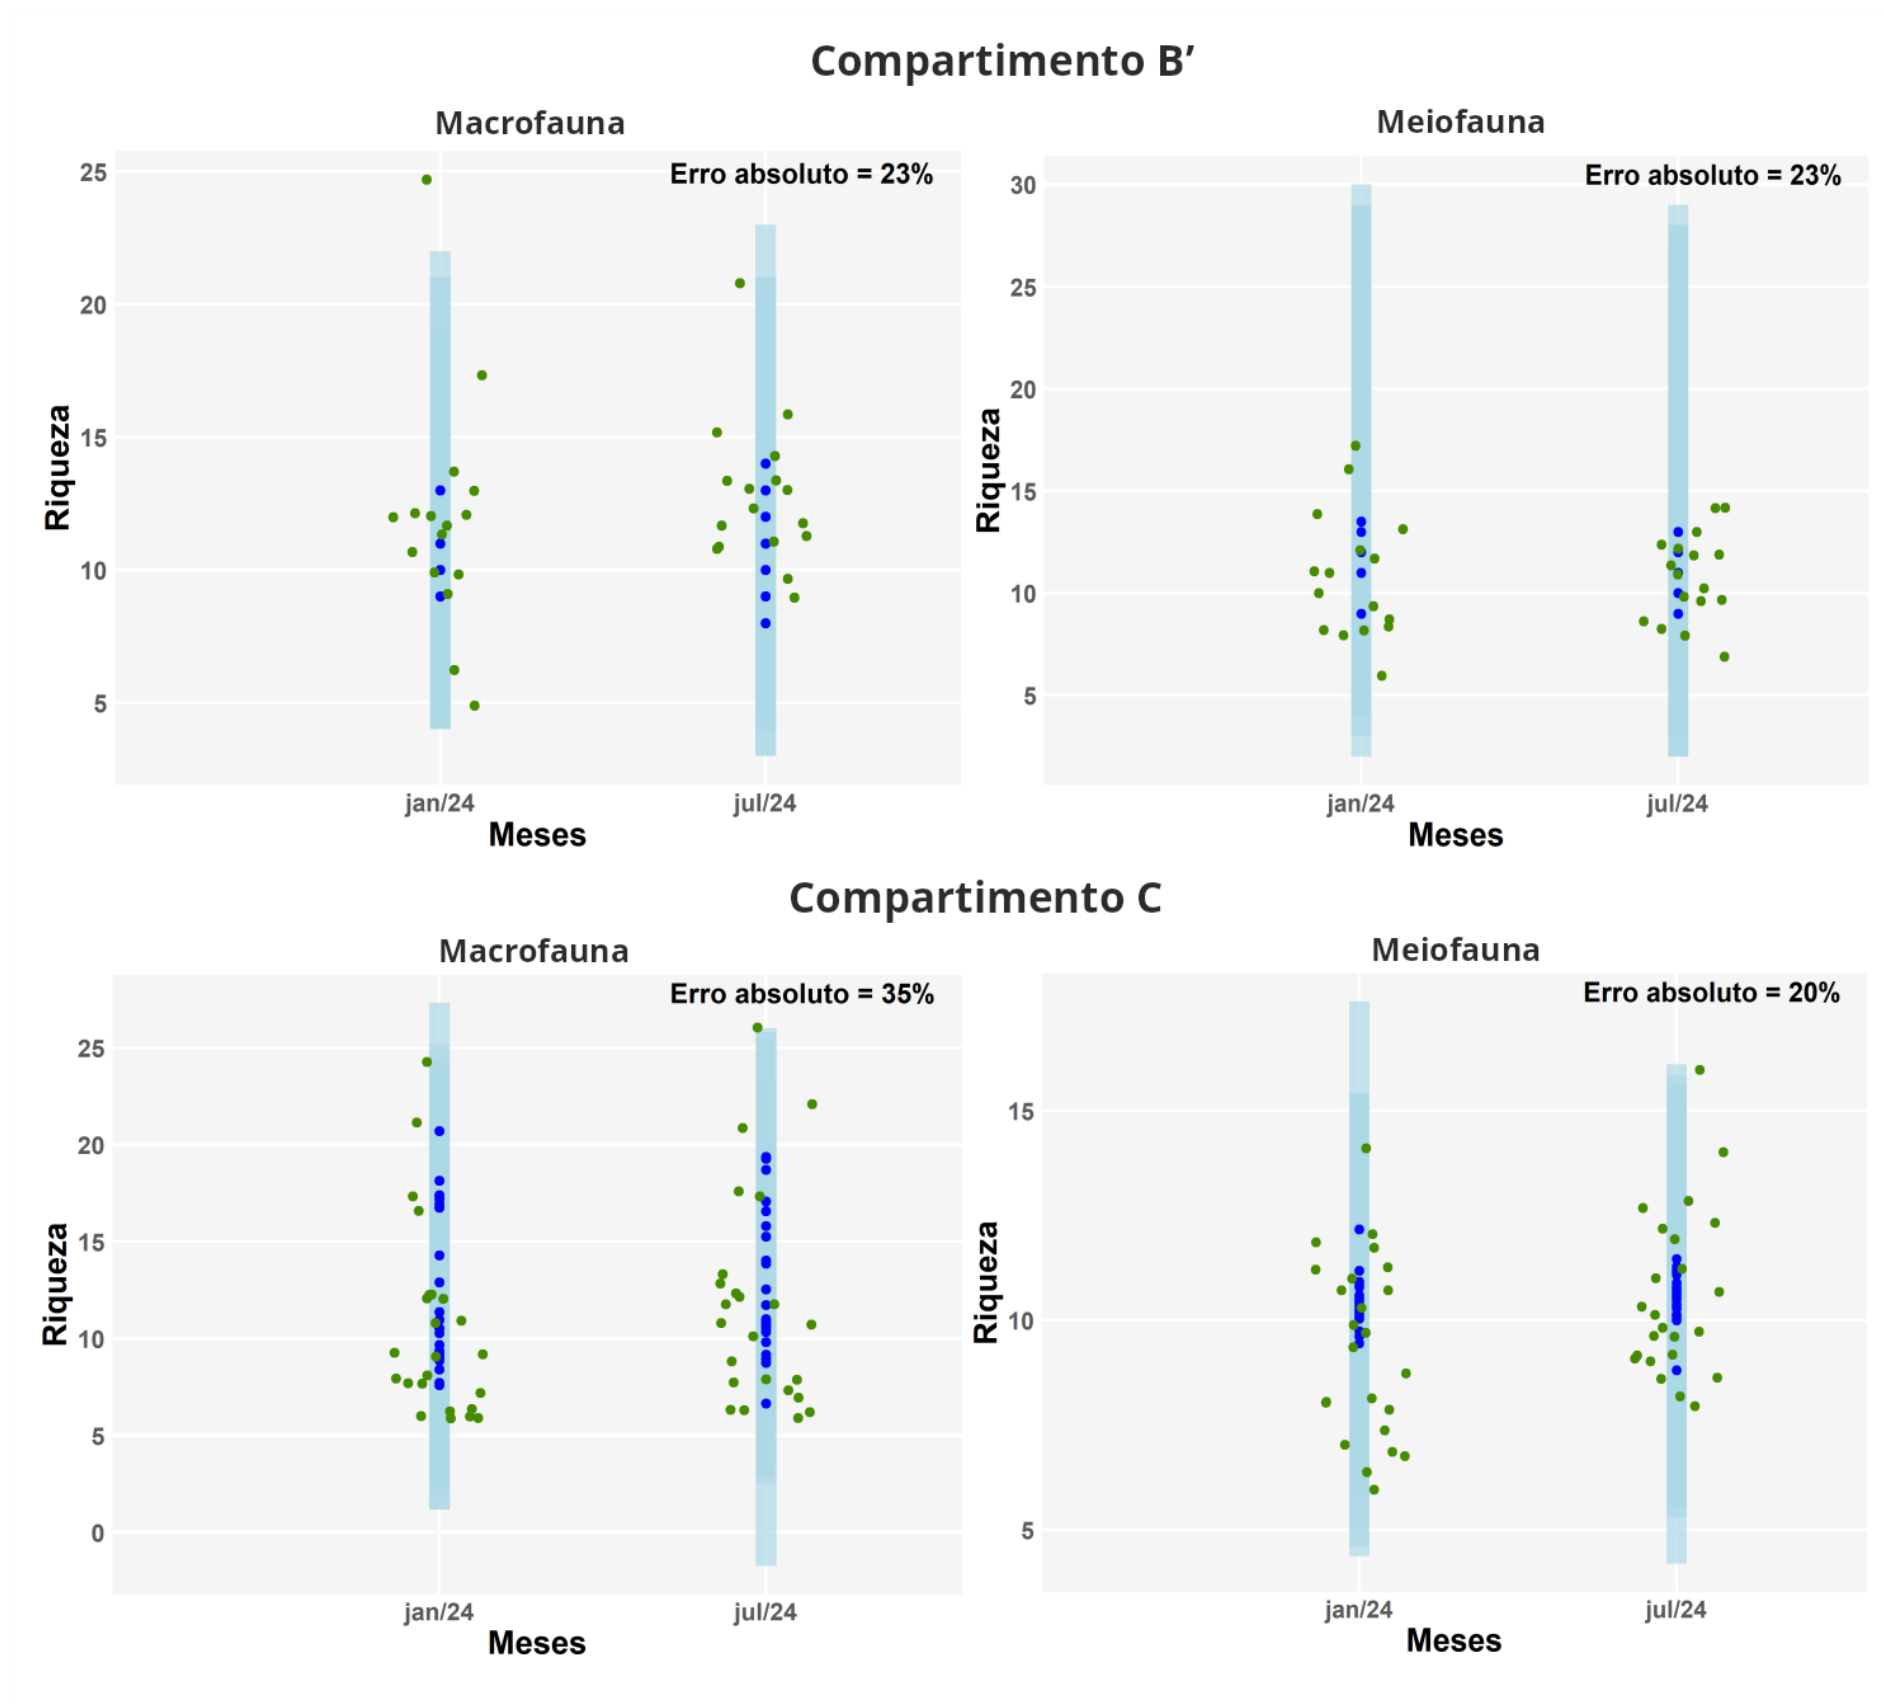 Compartimento B’
Macrofauna
Meiofauna
Erro absoluto = 23%
Erro absoluto = 23%
Riqueza
25
20
15
10
5
jan/24
jul/24
Meses
Riqueza
30
25
20
15
10
5
jan/24
jul/24
Meses
Compartimento C
Macrofauna
Meiofauna
Erro absoluto = 35%
Erro absoluto = 20%
Riqueza
25
20
15
10
5
0
jan/24
jul/24
Meses
Riqueza
15
10
5
jan/24
jul/24
Meses